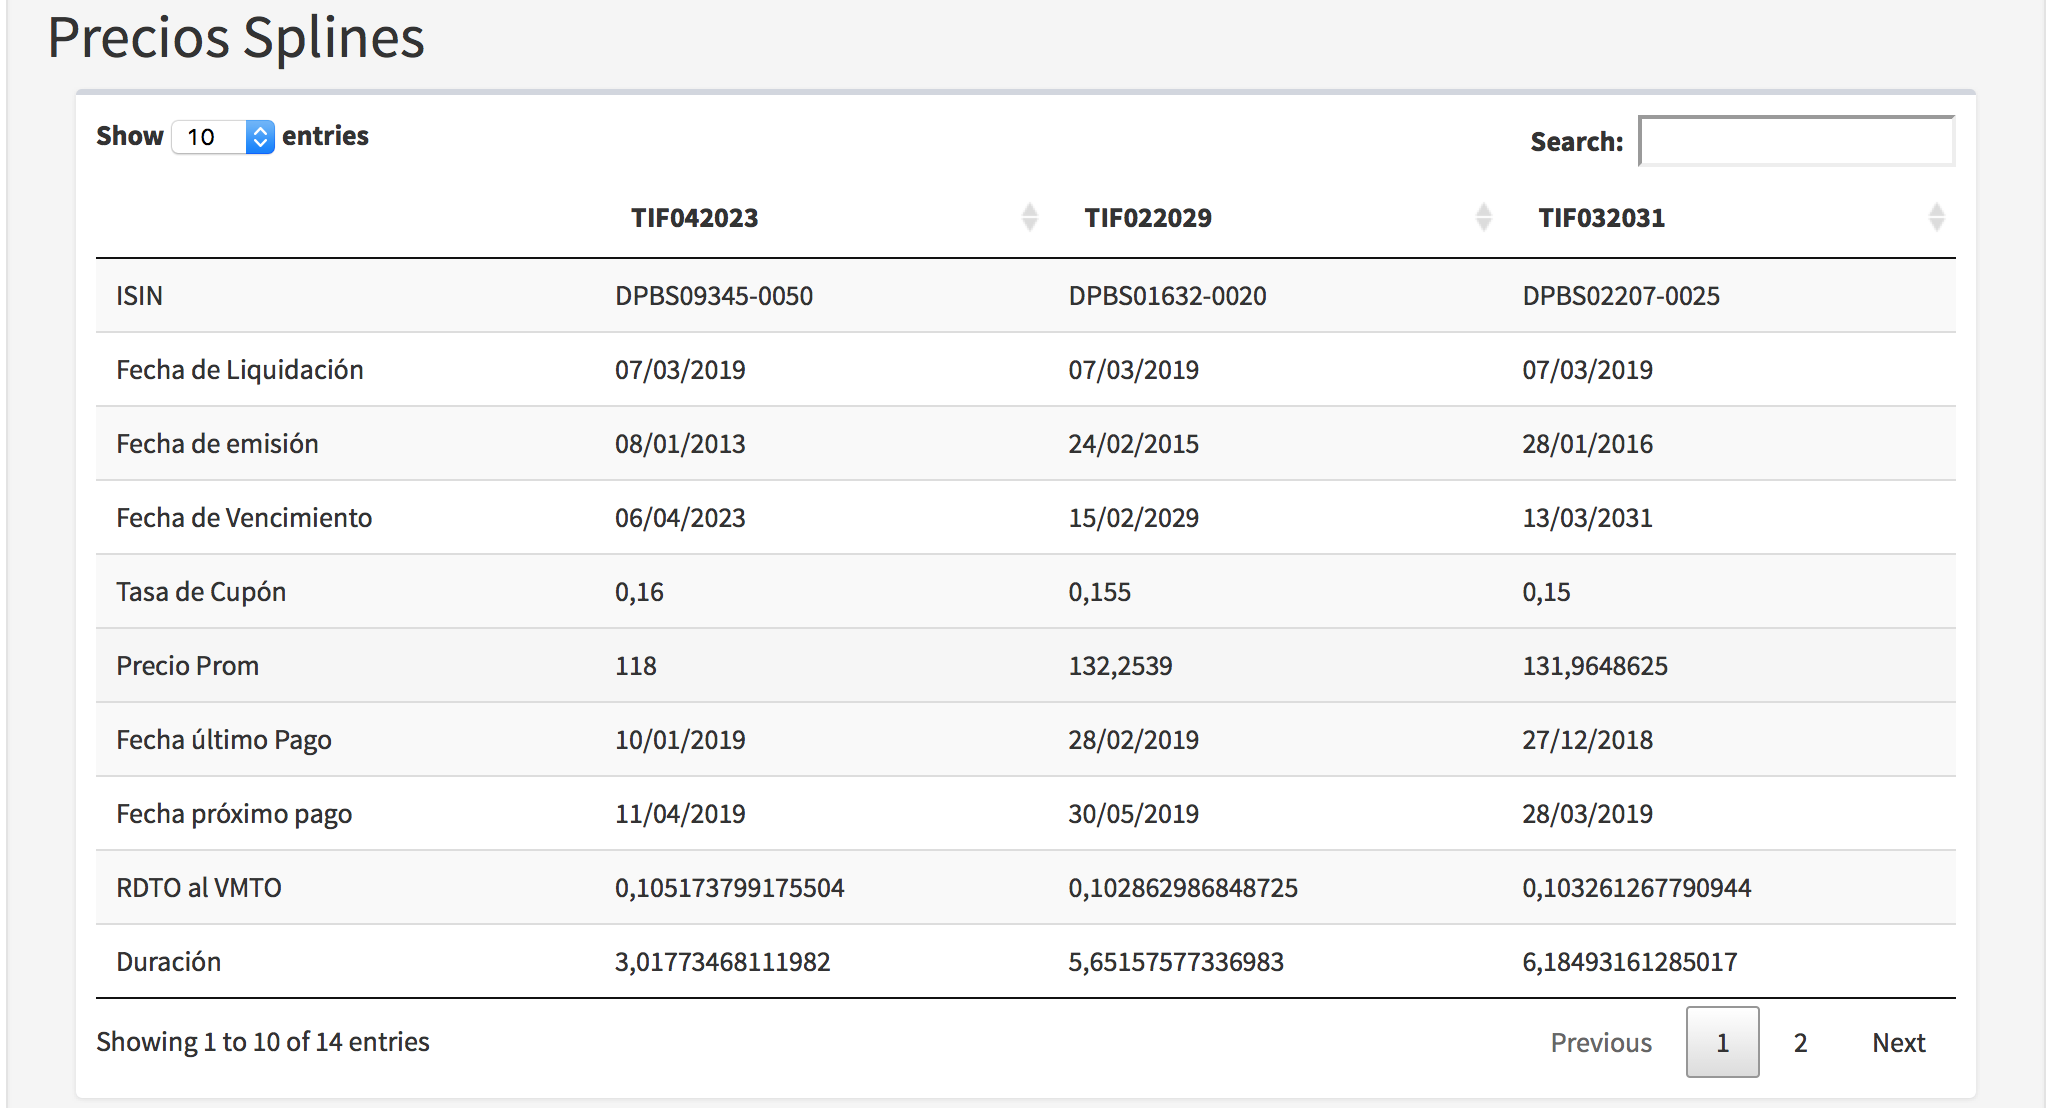 Precios Splines
Show 10 entries Search:
TIF042023 TIF022029 TIF032031
ISIN DPBS09345-0050 DPBS01632-0020 DPBS02207-0025
Fecha de Liquidación 07/03/2019 07/03/2019 07/03/2019
Fecha de emisión 08/01/2013 24/02/2015 28/01/2016
Fecha de Vencimiento 06/04/2023 15/02/2029 13/03/2031
Tasa de Cupón 0,16 0,155 0,15
Precio Prom 118 132,2539 131,9648625
Fecha último Pago 10/01/2019 28/02/2019 27/12/2018
Fecha próximo pago 11/04/2019 30/05/2019 28/03/2019
RDTO al VMTO 0,105173799175504 0,102862986848725 0,103261267790944
Duración 3,01773468111982 5,65157577336983 6,18493161285017
Showing 1 to 10 of 14 entries Previous 1 2 Next